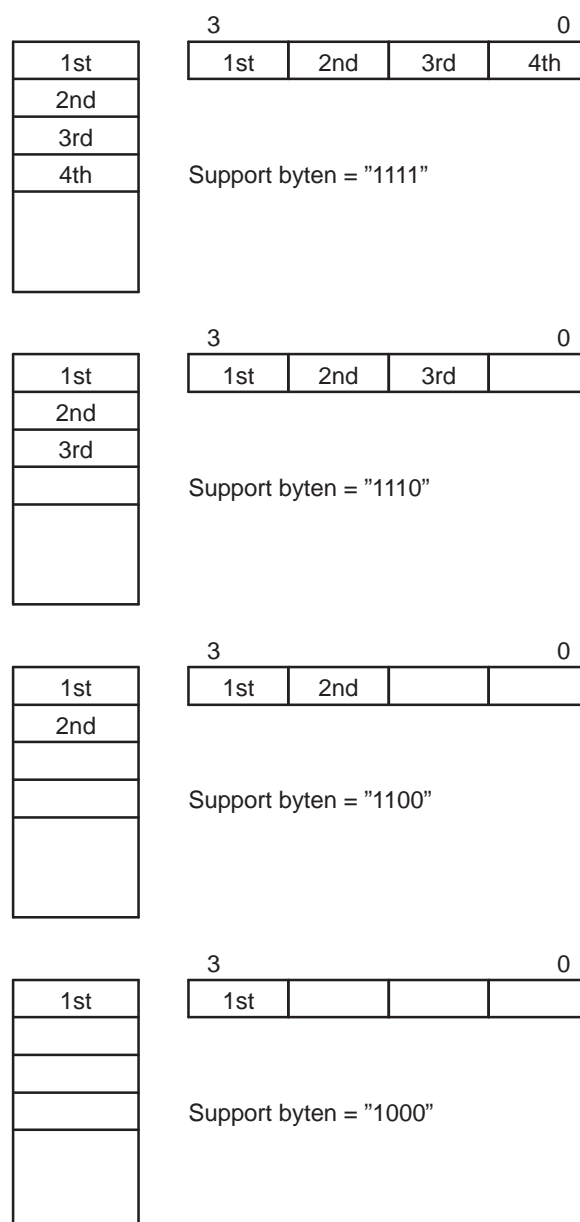 3 0
1st 1st 2nd 3rd 4th
2nd
3rd
4th Support byten = ”1111”
3 0
1st 1st 2nd 3rd
2nd
3rd
Support byten = ”1110”
3 0
1st 1st 2nd
2nd
Support byten = ”1100”
3 0
1st 1st
Support byten = ”1000”